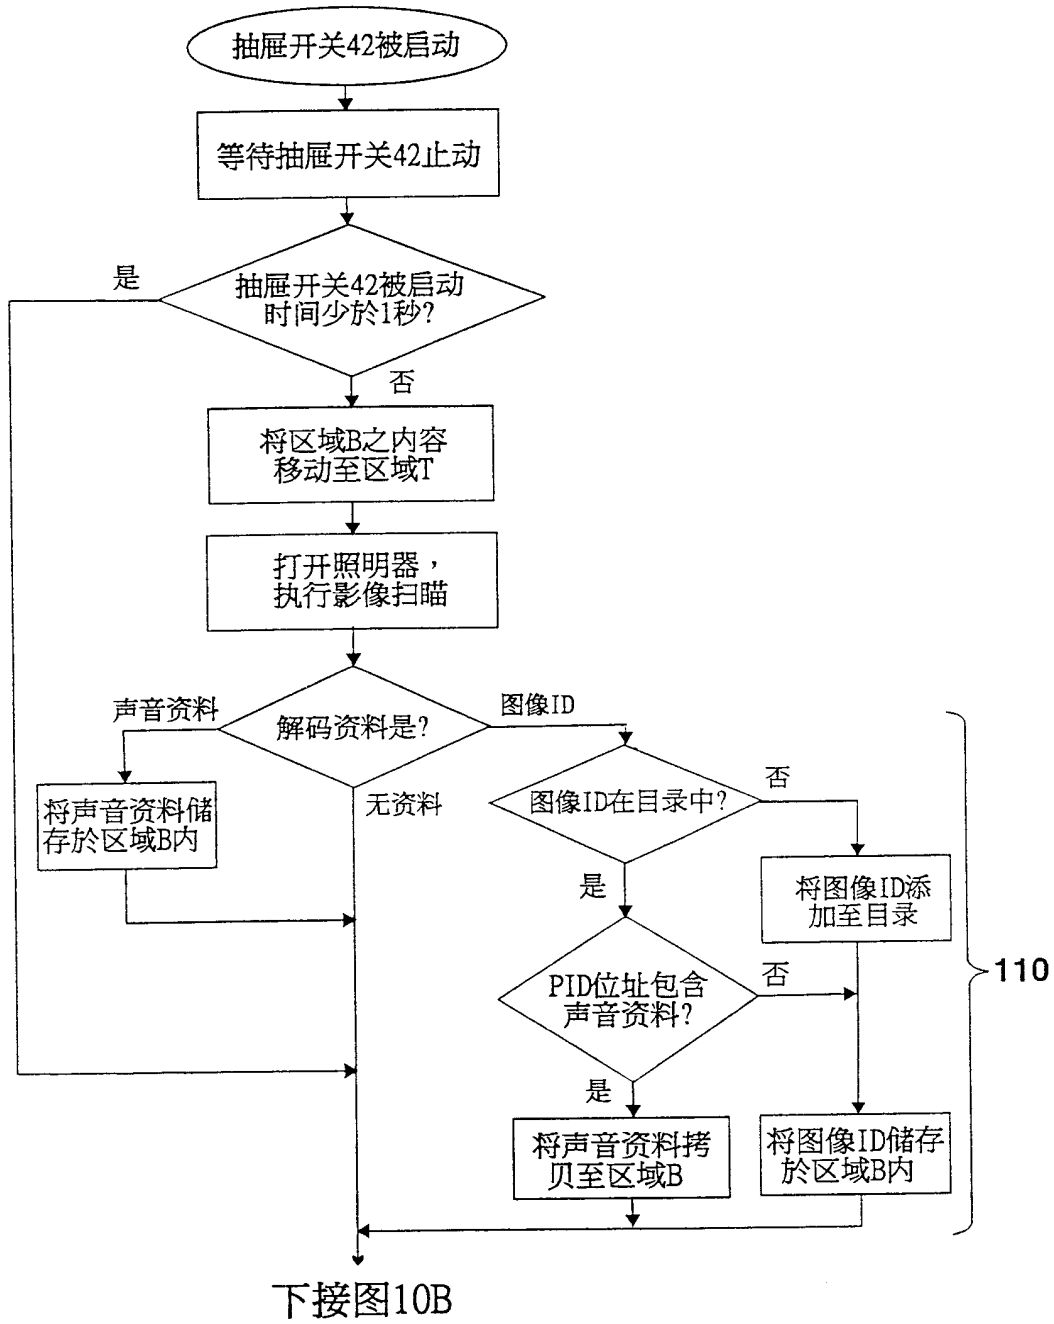 抽屉开关42被启动
等待抽屉开关42止动
是
抽屉开关42被启动
时间少於1秒?
否
将区域B之内容
移动至区域T
打开照明器，
执行影像扫瞄
声音资料
解码资料是?
图像ID
将声音资料储
存於区域B内
无资料
图像ID在目录中?
否
是
将图像ID添
加至目录
PID位址包含
声音资料?
否
110
是
将声音资料拷
贝至区域B
将图像ID储存
於区域B内
下接图10B